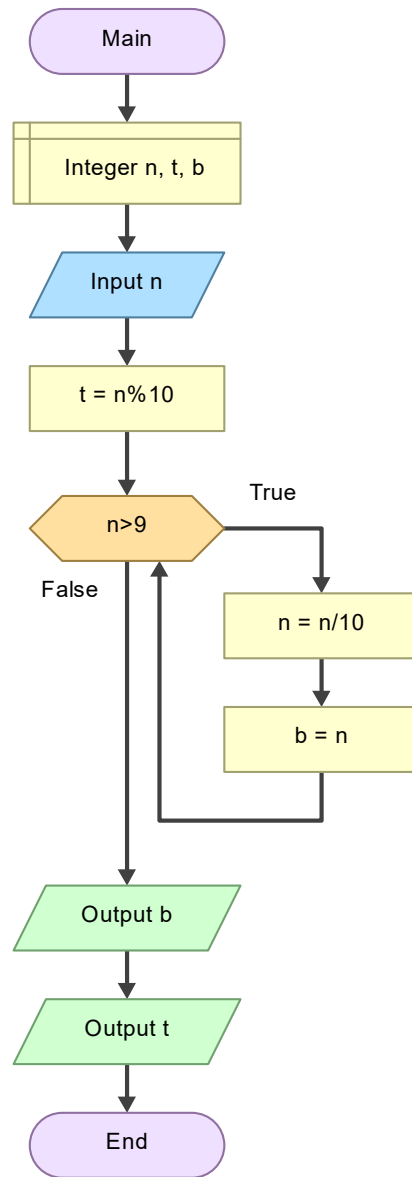 Main
Integer n, t, b
Input n
t = n%10
n>9
True
False
n = n/10
b = n
Output b
Output t
End